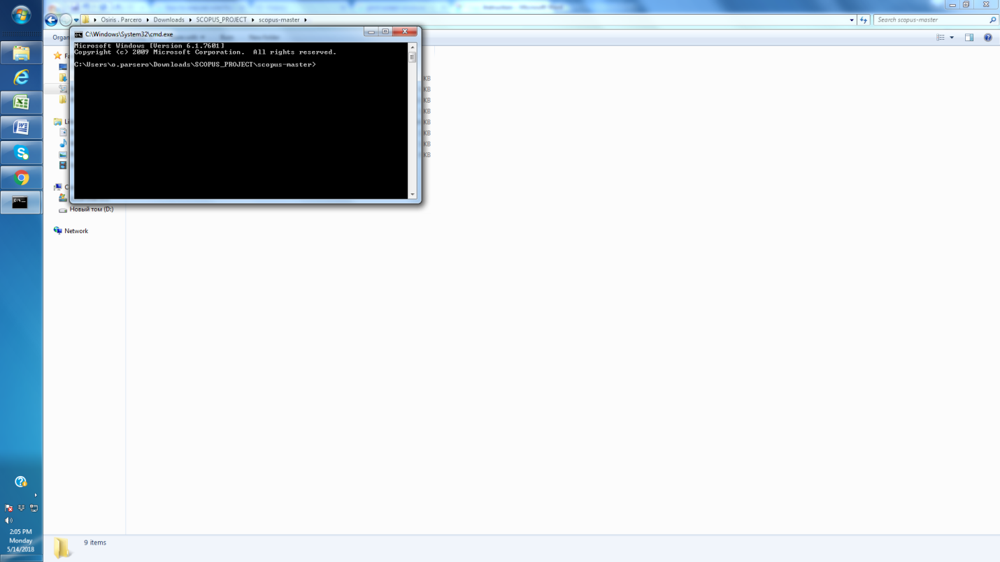 Osiris . Parcero ▸ Downloads ▸ SCOPUS_PROJECT ▸ scopus-master ▸
Search scopus-master
C:\Windows\System32\cmd.exe
Microsoft Windows [Version 6.1.7601]
Copyright (c) 2009 Microsoft Corporation.  All rights reserved.
C:\Users\o.parsero\Downloads\SCOPUS_PROJECT\scopus-master>
KB
KB
KB
KB
KB
KB
KB
KB
Новый том (D:)
Network
2:05 PM
Monday
5/14/2018
9 items